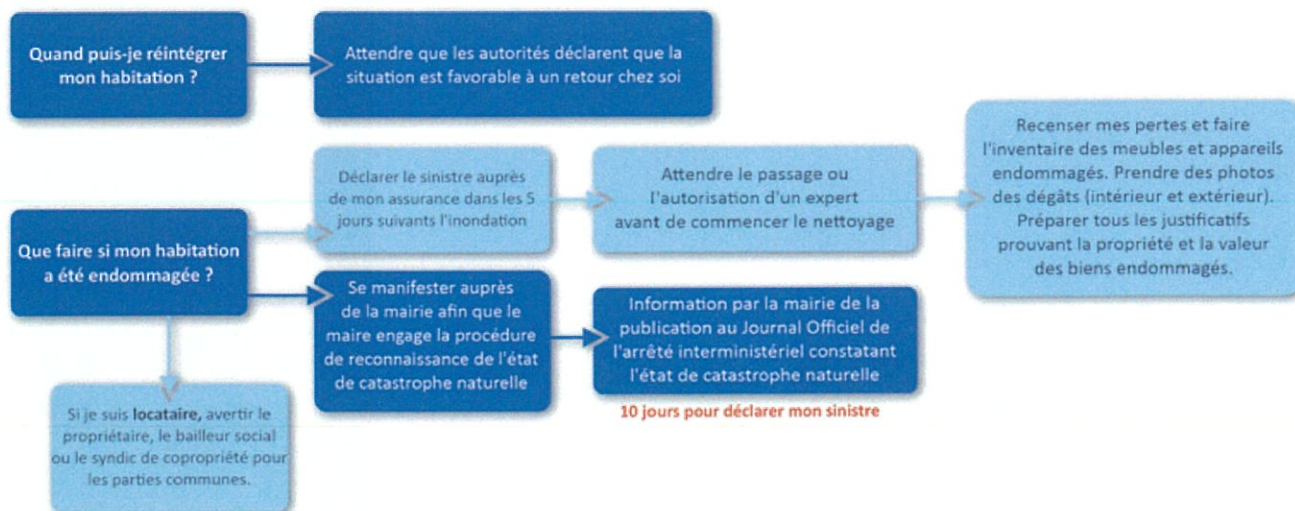 Quand puis-je réintégrer
mon habitation ?
Attendre que les autorités déclarent que la
situation est favorable à un retour chez soi
Que faire si mon habitation
a été endommagée ?
Déclarer le sinistre auprès
de mon assurance dans les 5
jours suivants l'inondation
Attendre le passage ou
l'autorisation d'un expert
avant de commencer le nettoyage
Recenser mes pertes et faire
l'inventaire des meubles et appareils
endommagés. Prendre des photos
des dégâts (intérieur et extérieur).
Préparer tous les justificatifs
prouvant la propriété et la valeur
des biens endommagés.
Se manifester auprès
de la mairie afin que le
maire engage la procédure
de reconnaissance de l'état
de catastrophe naturelle
Information par la mairie de la
publication au Journal Officiel de
l'arrêté interministériel constatant
l'état de catastrophe naturelle
10 jours pour déclarer mon sinistre
Si je suis locataire, avertir le
propriétaire, le bailleur social
ou le syndic de copropriété pour
les parties communes.